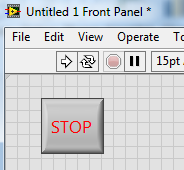 Untitled 1 Front Panel *
File Edit View Operate
15pt
STOP